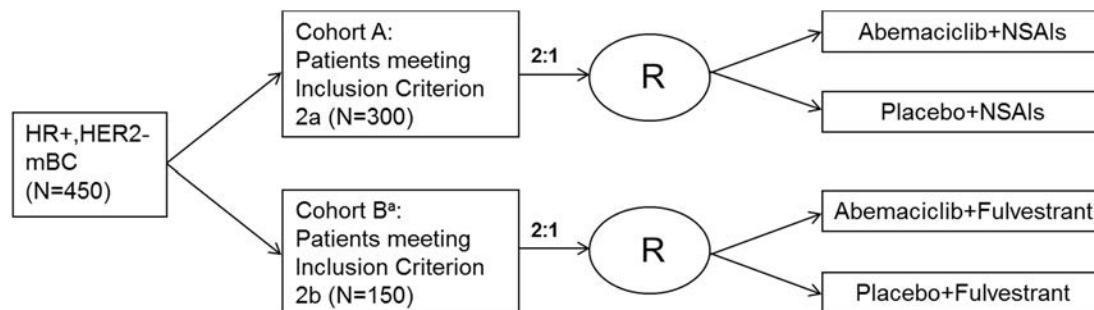 HR+,HER2-
mBC
(N=450)
Cohort A:
Patients meeting
Inclusion Criterion
2a (N=300)
2:1
R
Abemaciclib+NSAIs
Placebo+NSAIs
Cohort Bª:
Patients meeting
Inclusion Criterion
2b (N=150)
2:1
R
Abemaciclib+Fulvestrant
Placebo+Fulvestrant